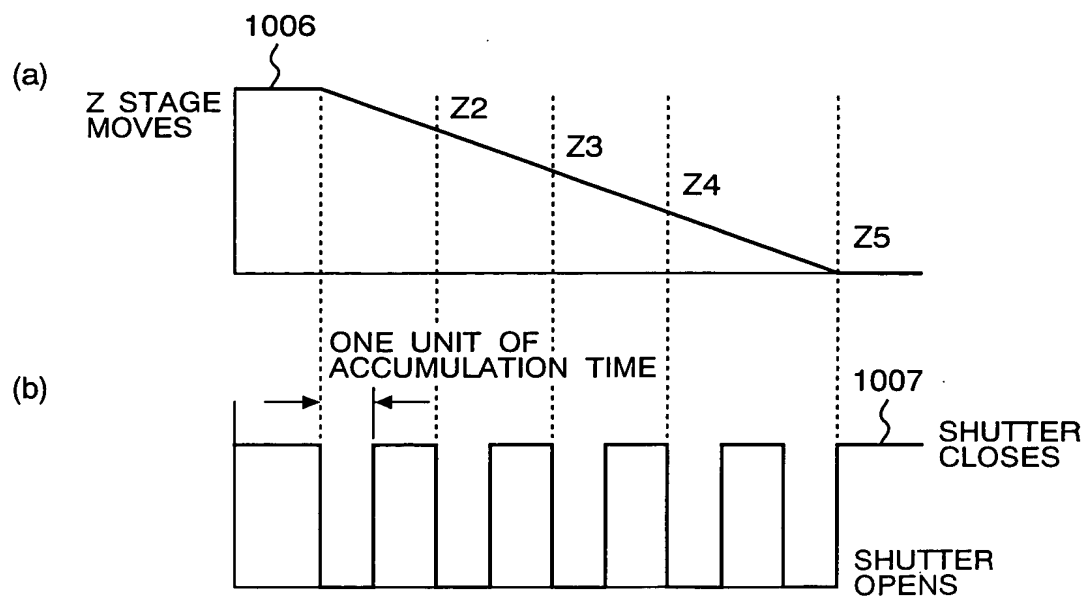 1006
(a)
Z STAGE
MOVES
Z2
Z3
Z4
Z5
ONE UNIT OF
ACCUMULATION TIME
(b)
1007
SHUTTER
CLOSES
SHUTTER
OPENS